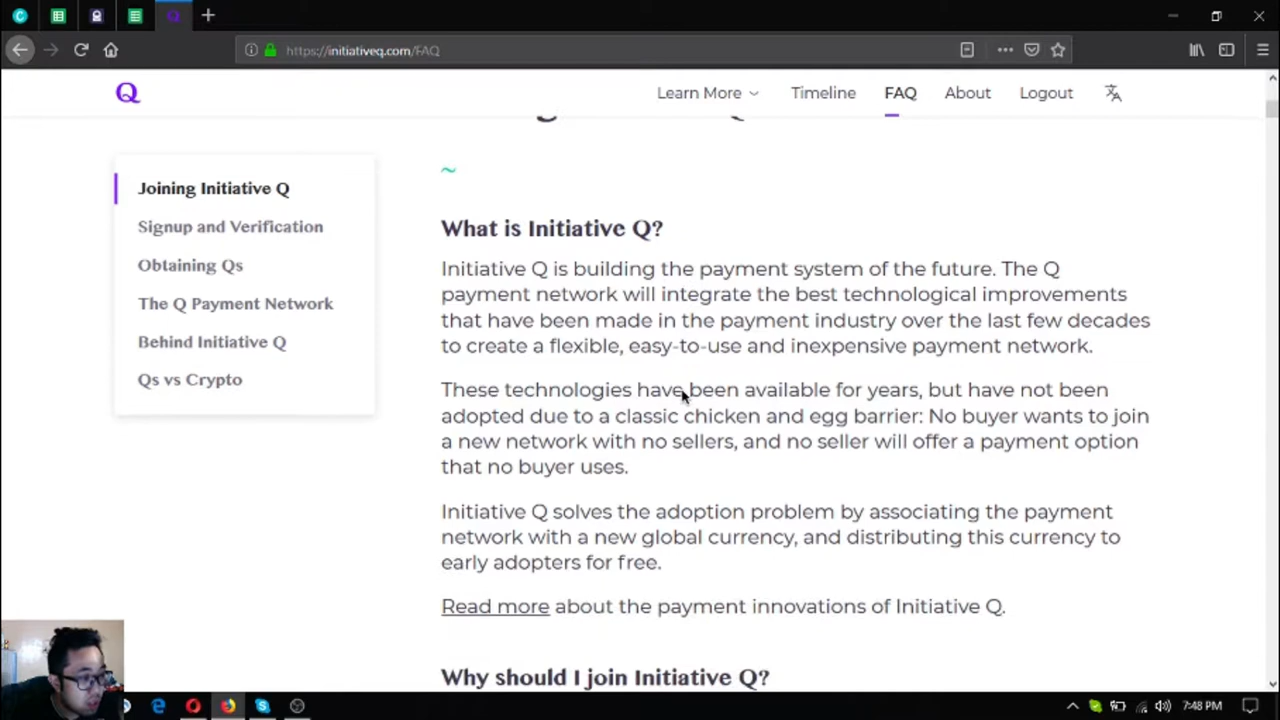 https://initiativeq.com/FAQ
Q
Learn More
Timeline
FAQ
About
Logout
Joining Initiative Q
Signup and Verification
Obtaining Qs
The Q Payment Network
Behind Initiative Q
Qs vs Crypto
~
What is Initiative Q?
Initiative Q is building the payment system of the future. The Q
payment network will integrate the best technological improvements
that have been made in the payment industry over the last few decades
to create a flexible, easy-to-use and inexpensive payment network.
These technologies have been available for years, but have not been
adopted due to a classic chicken and egg barrier: No buyer wants to join
a new network with no sellers, and no seller will offer a payment option
that no buyer uses.
Initiative Q solves the adoption problem by associating the payment
network with a new global currency, and distributing this currency to
early adopters for free.
Read more about the payment innovations of Initiative Q.
Why should I join Initiative Q?
7:48 PM